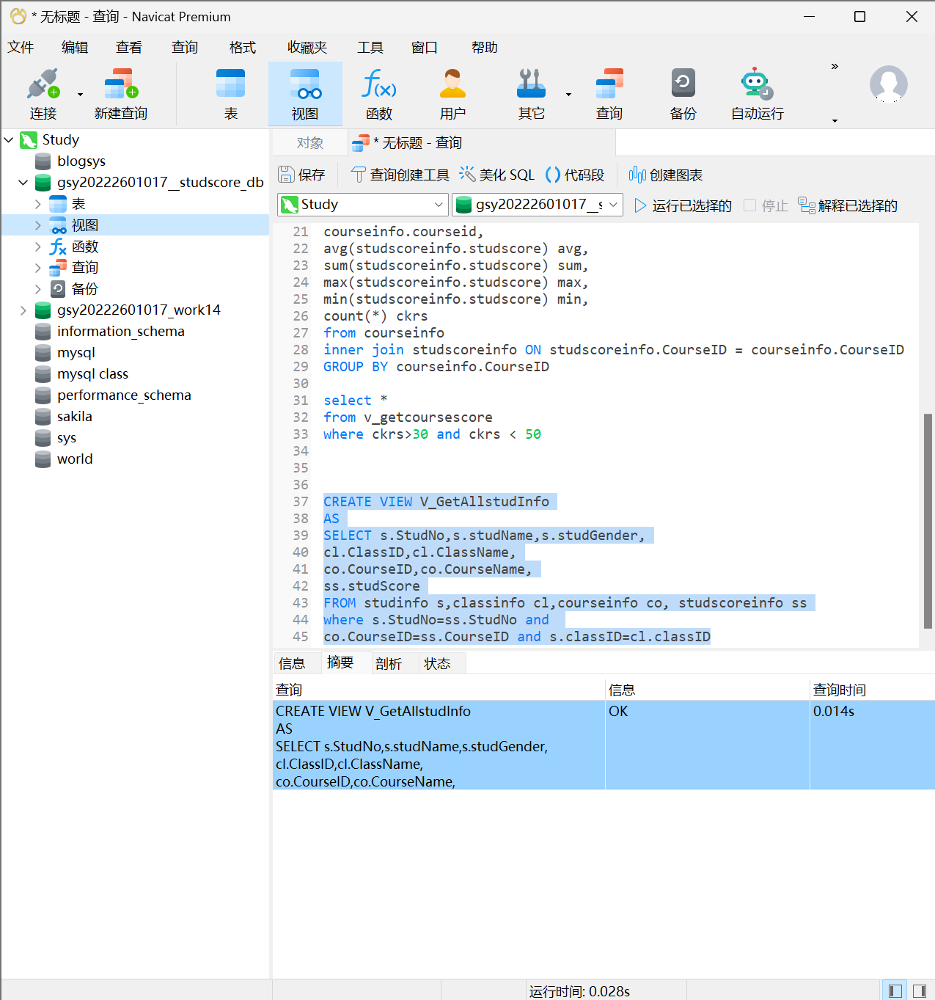 * 无标题 - 查询 - Navicat Premium
文件 编辑 查看 查询 格式 收藏夹 工具 窗口 帮助
连接 新建查询 表 视图 函数 用户 其它 查询 备份 自动运行
Study
blogsys
gsy20222601017__studscore_db
表
视图
函数
查询
备份
gsy20222601017_work14
information_schema
mysql
mysql class
performance_schema
sakila
sys
world
对象 * 无标题 - 查询
保存 查询创建工具 美化 SQL 代码段 创建图表
Study gsy20222601017__s 运行已选择的 停止 解释已选择的
21 courseinfo.courseid,
22 avg(studscoreinfo.studscore) avg,
23 sum(studscoreinfo.studscore) sum,
24 max(studscoreinfo.studscore) max,
25 min(studscoreinfo.studscore) min,
26 count(*) ckrs
27 from courseinfo
28 inner join studscoreinfo ON studscoreinfo.CourseID = courseinfo.CourseID
29 GROUP BY courseinfo.CourseID
30
31 select *
32 from v_getcoursescore
33 where ckrs>30 and ckrs < 50
34
35
36
37 CREATE VIEW V_GetAllstudInfo
38 AS
39 SELECT s.StudNo,s.studName,s.studGender,
40 cl.ClassID,cl.ClassName,
41 co.CourseID,co.CourseName,
42 ss.studScore
43 FROM studinfo s,classinfo cl,courseinfo co, studscoreinfo ss
44 where s.StudNo=ss.StudNo and
45 co.CourseID=ss.CourseID and s.classID=cl.classID
信息 摘要 剖析 状态
查询 信息 查询时间
CREATE VIEW V_GetAllstudInfo OK 0.014s
AS
SELECT s.StudNo,s.studName,s.studGender,
cl.ClassID,cl.ClassName,
co.CourseID,co.CourseName,
运行时间: 0.028s